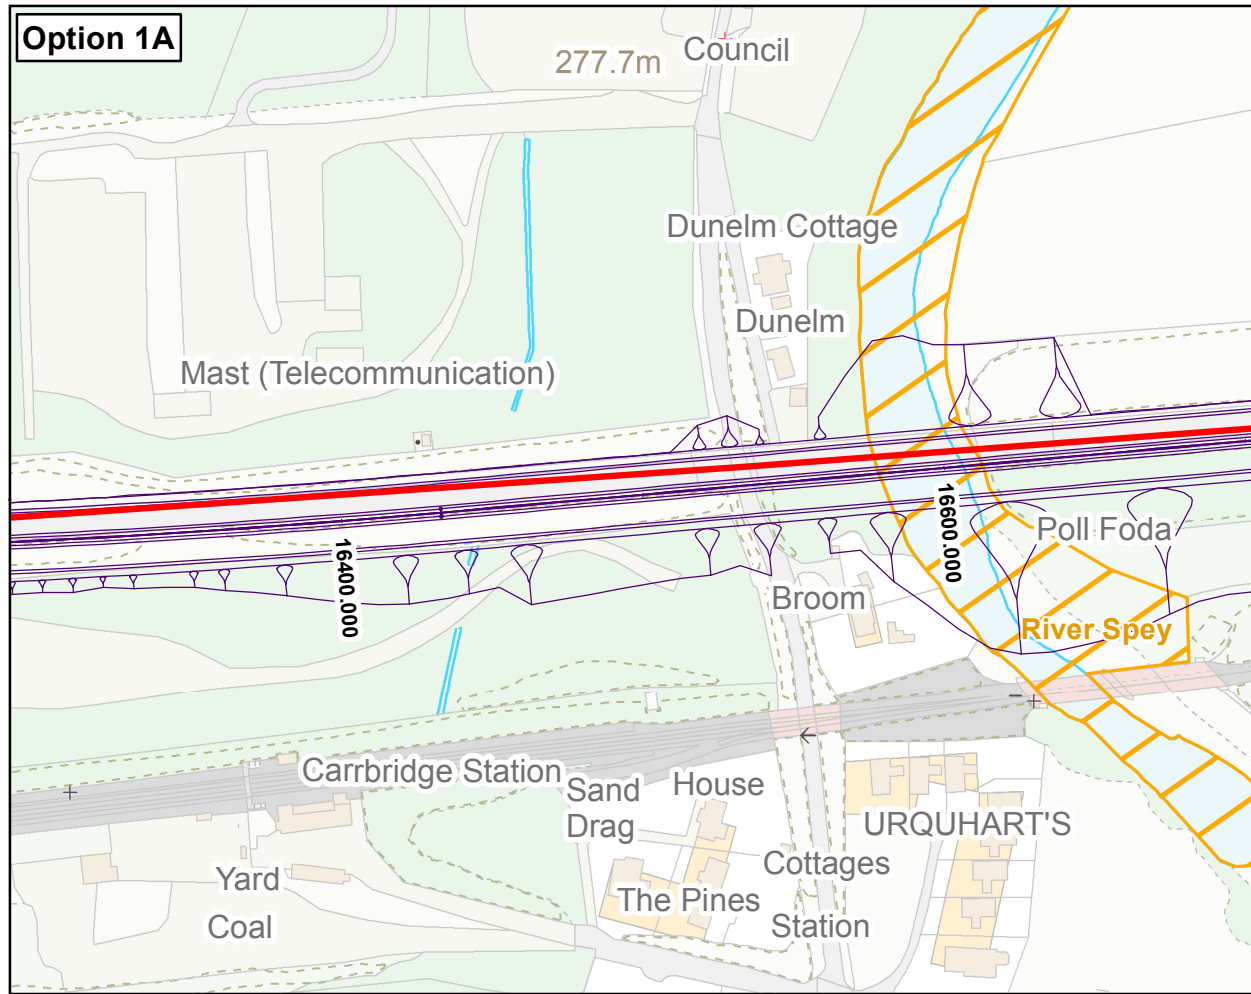 Option 1A
Council
277.7m
Dunelm Cottage
Dunelm
Mast (Telecommunication)
16400.000
16600.000
Poll Foda
Broom
River Spey
Carrbridge Station
Sand
Drag
House
URQUHART'S
Cottages
Yard
The Pines
Coal
Station